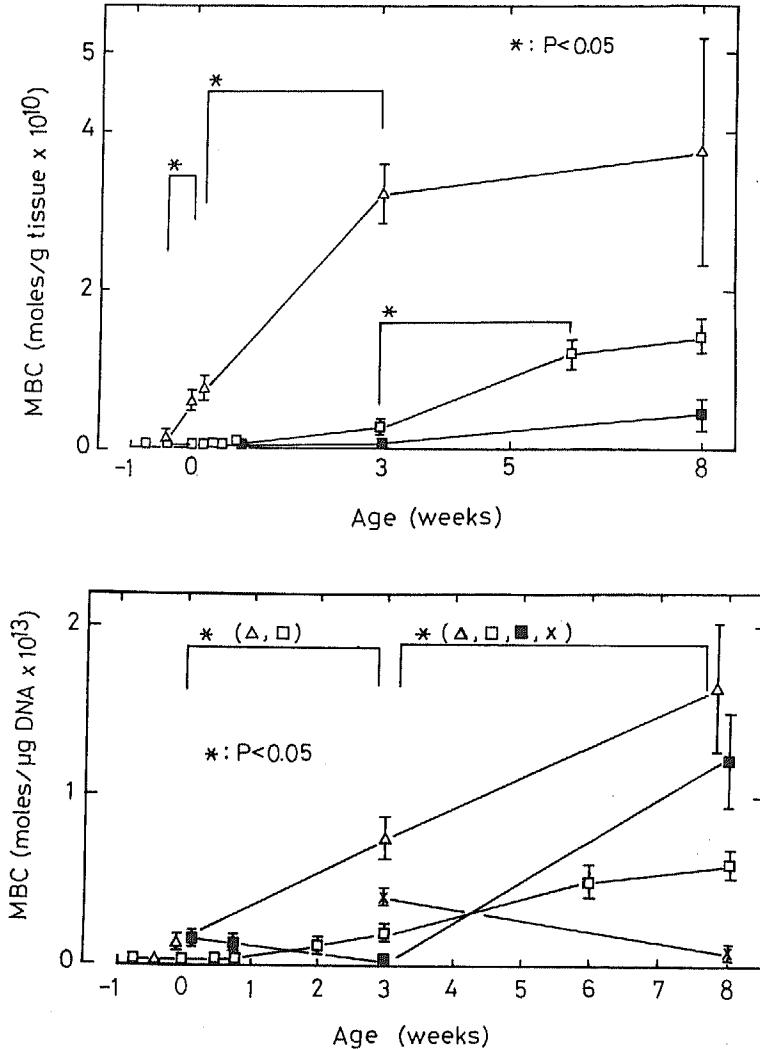 5
4
2
0
MBC (moles/g tissue x 10¹⁰)
*: P<0.05
*
*
*
-1 0 3 5 8
Age (weeks)
2
1
0
MBC (moles/µg DNA x 10¹³)
* (△, □)
* (△, □, ■, x)
*: P<0.05
-1 0 1 2 3 4 5 6 7 8
Age (weeks)